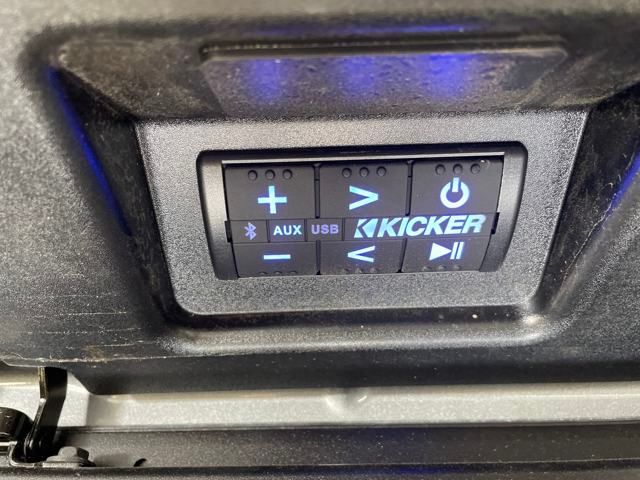 + >
AUX USB KICKER
- <